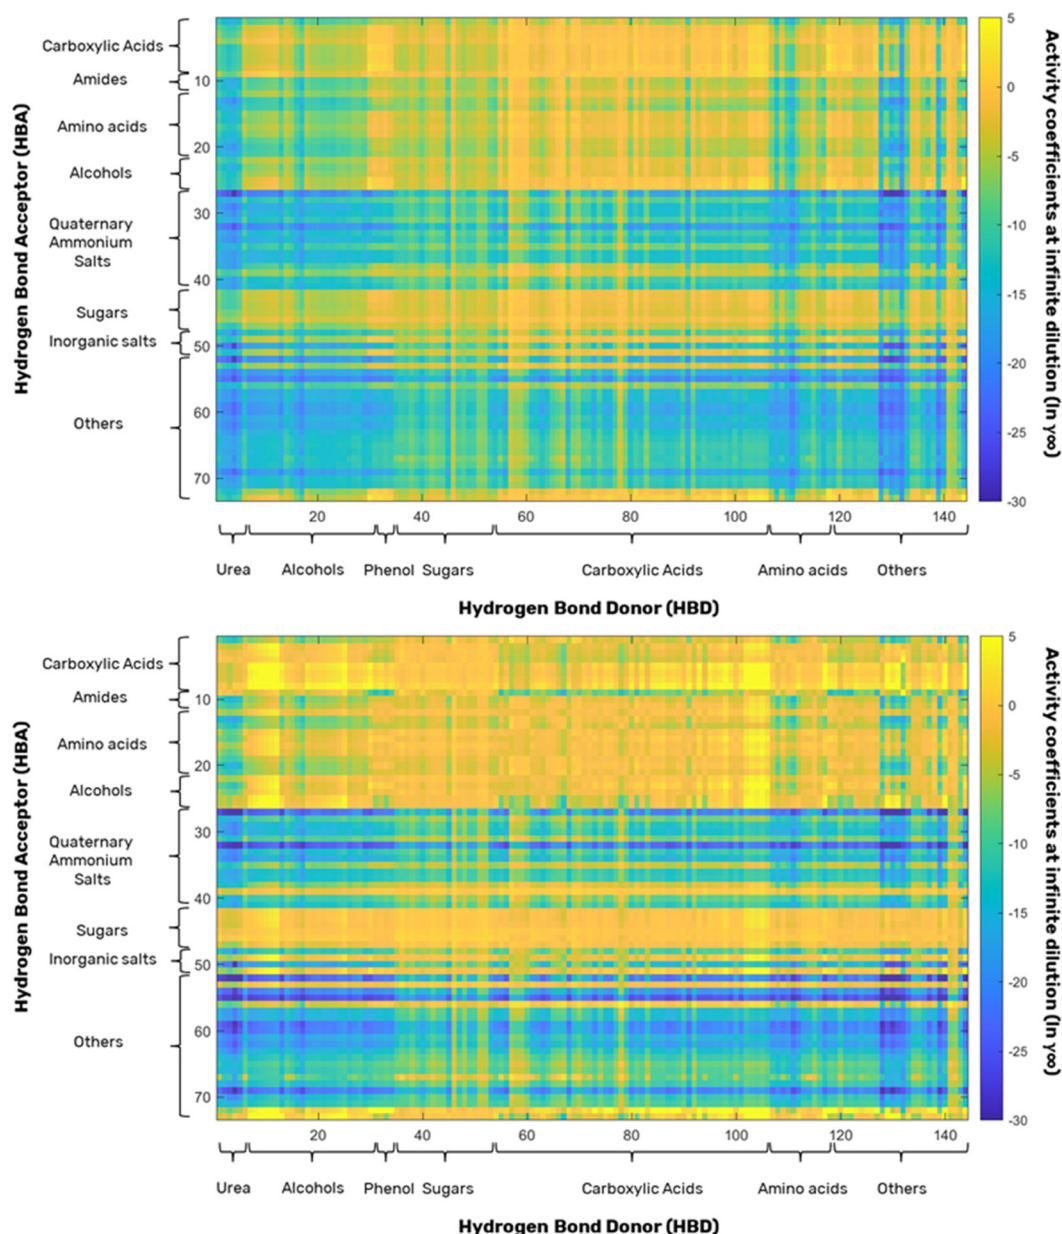 Hydrogen Bond Acceptor (HBA)
Carboxylic Acids
Amides
Amino acids
Alcohols
Quaternary
Ammonium
Salts
Sugars
Inorganic salts
Others
10
20
30
40
50
60
70
20
40
60
80
100
120
140
Urea Alcohols Phenol Sugars Carboxylic Acids Amino acids Others
Hydrogen Bond Donor (HBD)
5
0
-5
-10
-15
-20
-25
-30
Activity coefficients at infinite dilution (ln γ∞)
Hydrogen Bond Acceptor (HBA)
Carboxylic Acids
Amides
Amino acids
Alcohols
Quaternary
Ammonium
Salts
Sugars
Inorganic salts
Others
10
20
30
40
50
60
70
20
40
60
80
100
120
140
Urea Alcohols Phenol Sugars Carboxylic Acids Amino acids Others
Hydrogen Bond Donor (HBD)
5
0
-5
-10
-15
-20
-25
-30
Activity coefficients at infinite dilution (ln γ∞)